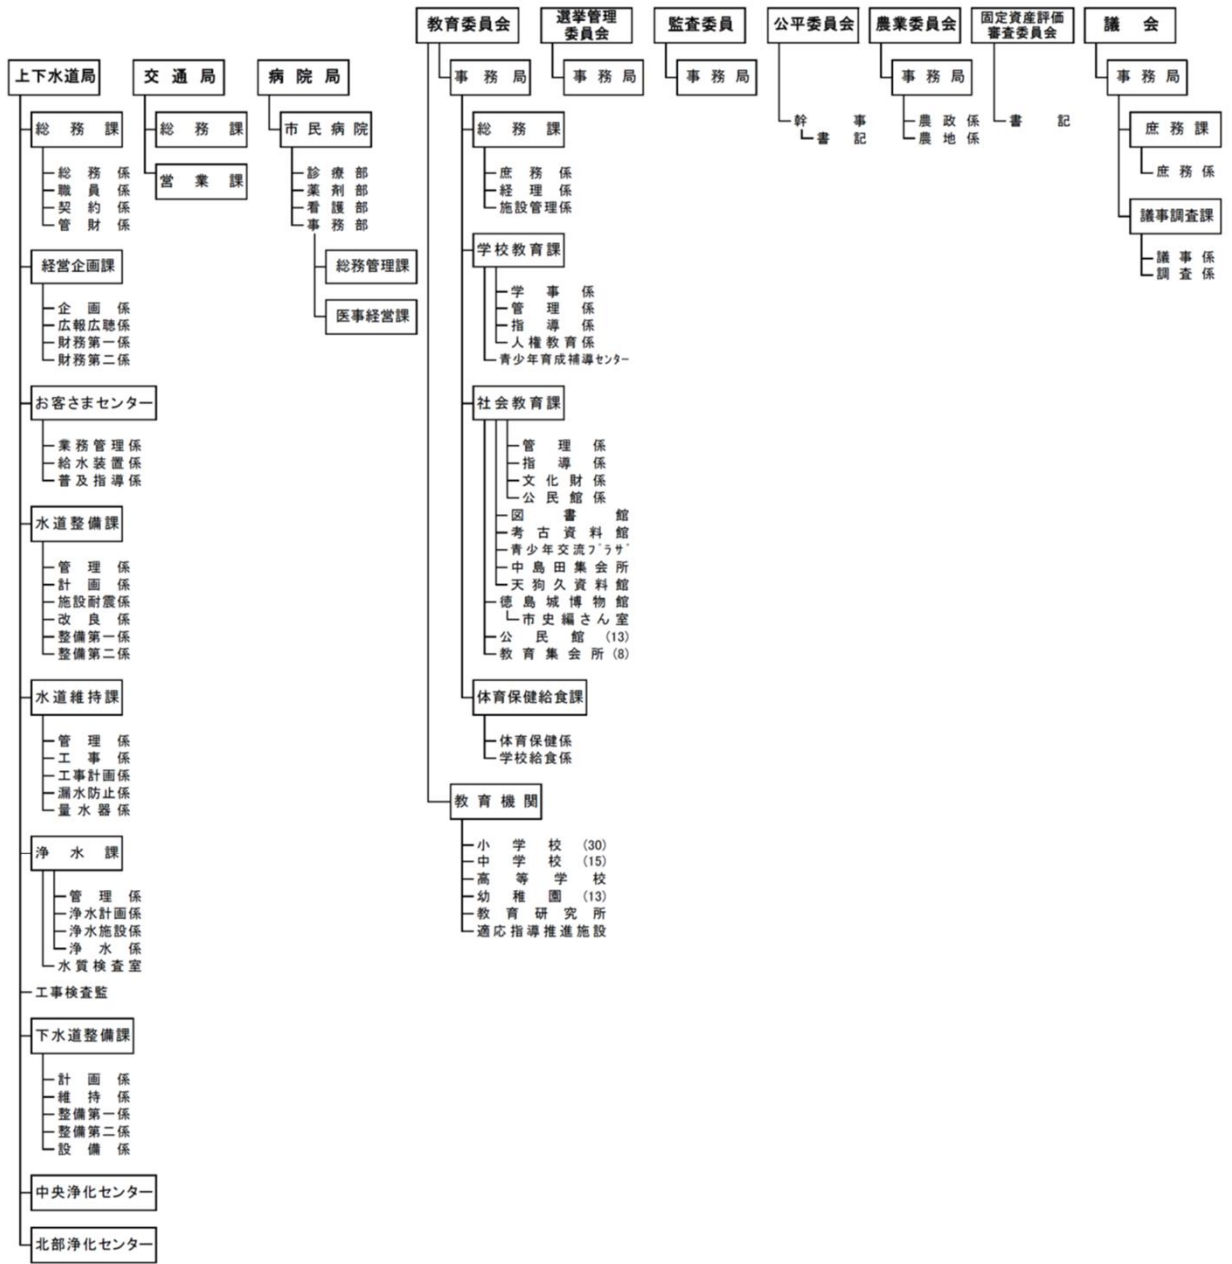 上下水道局
総務課
総務係
職員係
契約係
管財係
経営企画課
企画係
広報広聴係
財務第一係
財務第二係
お客さまセンター
業務管理係
給水装置係
普及指導係
水道整備課
管理係
計画係
施設耐震係
改良係
整備第一係
整備第二係
水道維持課
管理係
工事係
工事計画係
漏水防止係
量水器係
浄水課
管理係
浄水計画係
浄水施設係
浄水係
水質検査室
工事検査監
下水道整備課
計画係
維持係
整備第一係
整備第二係
設備係
中央浄化センター
北部浄化センター
交通局
総務課
営業課
病院局
市民病院
診療部
薬剤部
看護部
事務部
総務管理課
医事経営課
教育委員会
事務局
総務課
庶務係
経理係
施設管理係
学校教育課
学事係
管理係
指導係
人権教育係
青少年育成補導ｾﾝﾀｰ
社会教育課
管理係
指導係
文化財係
公民館係
図書館
考古資料館
青少年交流ﾌﾟﾗｻﾞ
中島田集会所
天狗久資料館
徳島城博物館
市史編さん室
公民館(13)
教育集会所(8)
体育保健給食課
体育保健係
学校給食係
教育機関
小学校(30)
中学校(15)
高等学校
幼稚園(13)
教育研究所
適応指導推進施設
選挙管理
委員会
事務局
監査委員
事務局
公平委員会
幹事
書記
農業委員会
事務局
農政係
農地係
固定資産評価
審査委員会
書記
議会
事務局
庶務課
庶務係
議事調査課
議事係
調査係